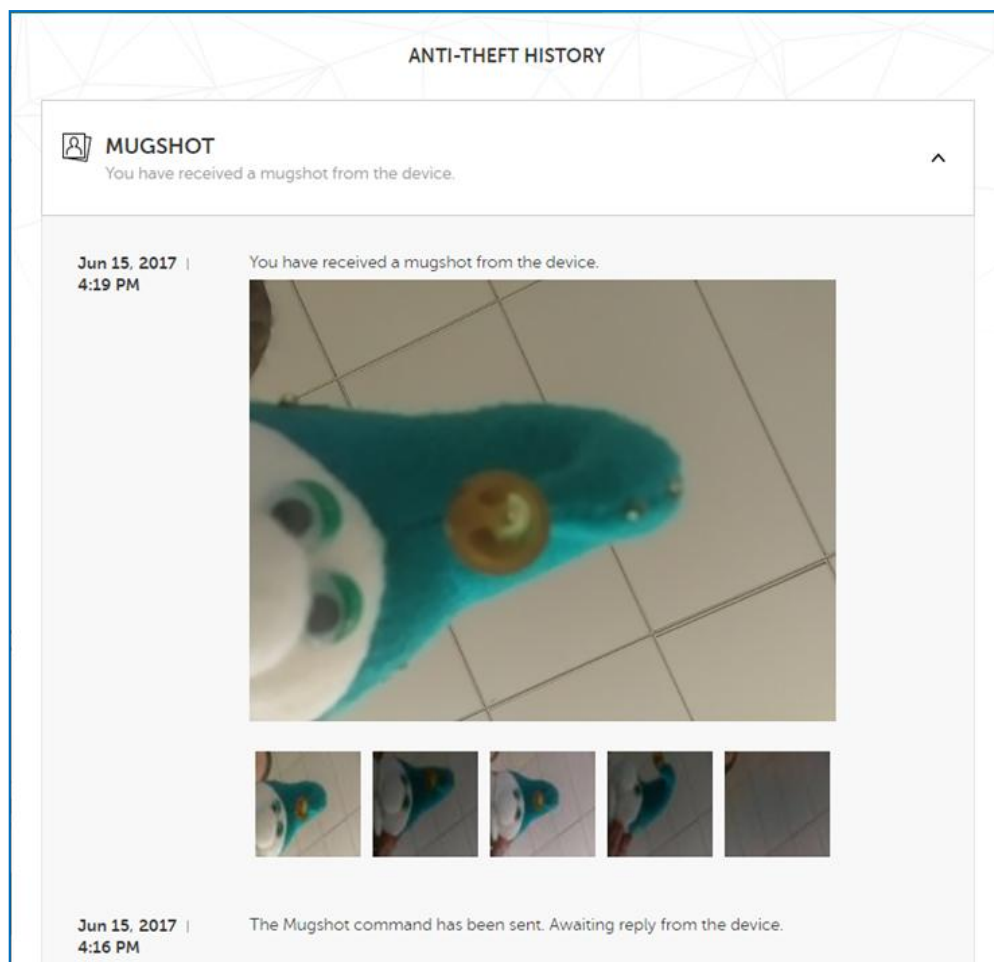 ANTI-THEFT HISTORY
MUGSHOT
You have received a mugshot from the device.
Jun 15, 2017 |
4:19 PM
You have received a mugshot from the device.
Jun 15, 2017 |
4:16 PM
The Mugshot command has been sent. Awaiting reply from the device.